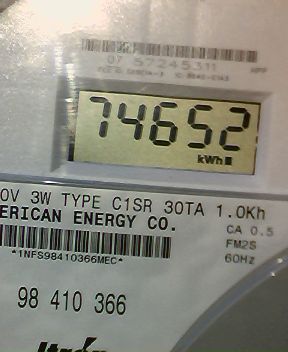 07 57245311
74652
kWh
0V 3W TYPE C1SR 30TA 1.0Kh
ERICAN ENERGY CO.
CA 0.5
FM2S
*1NFS98410366MEC*
60Hz
98 410 366
Itron